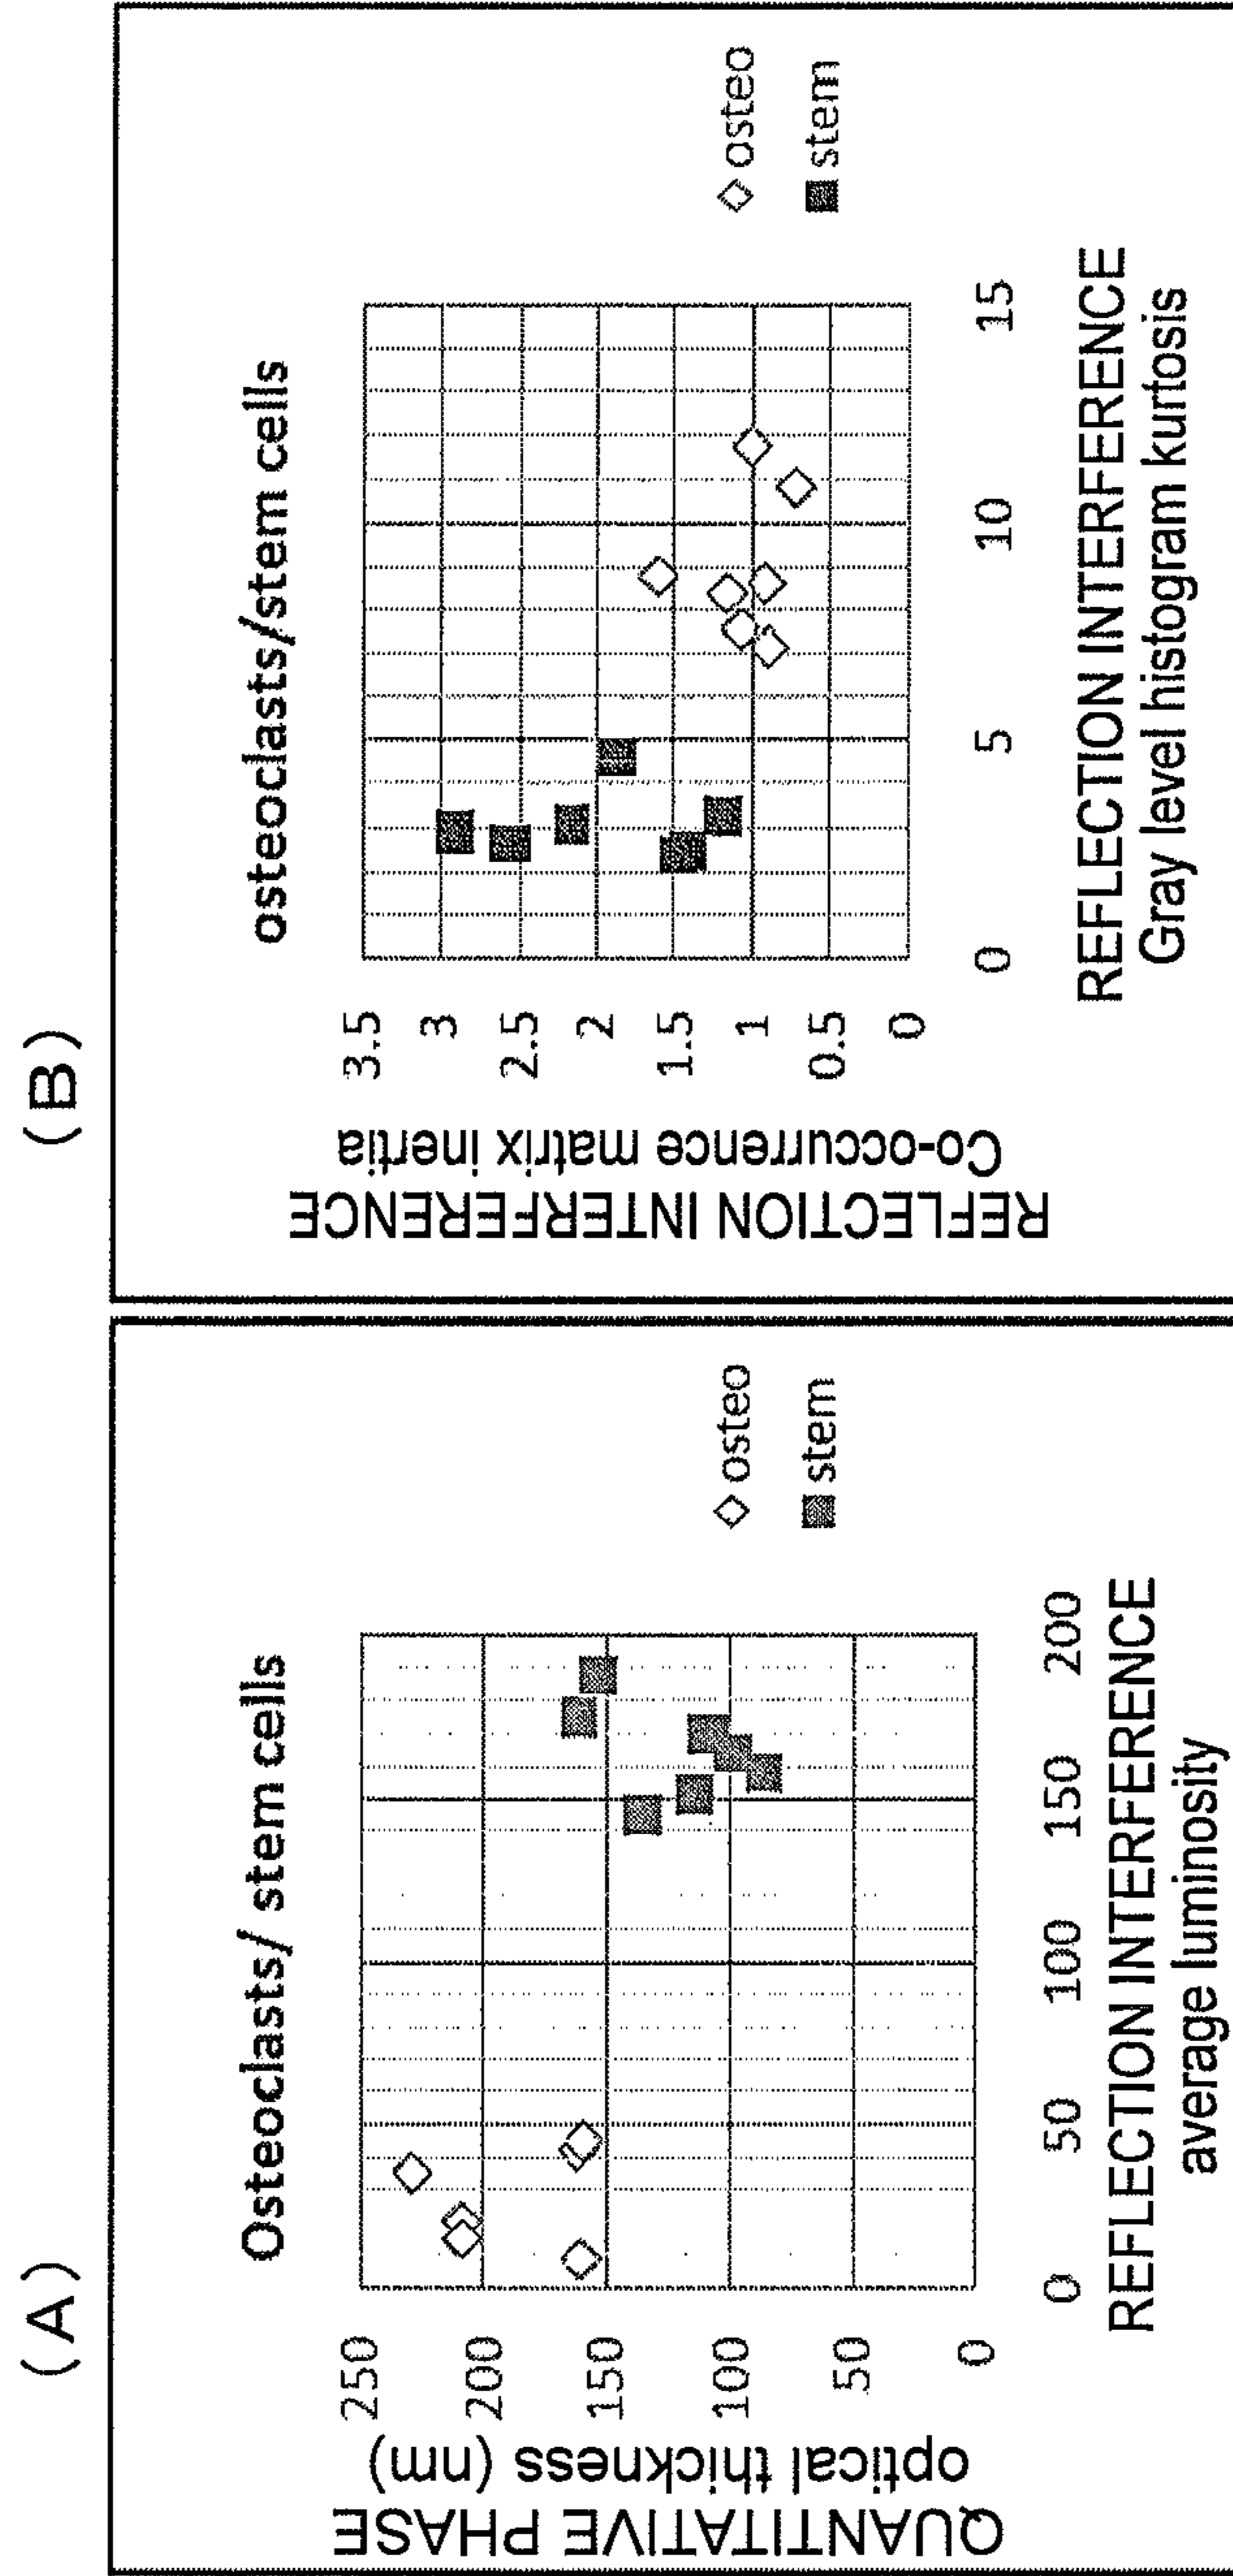 (A)
Osteoclasts/ stem cells
QUANTITATIVE PHASE
optical thickness (nm)
250
200
150
100
50
0
0 50 100 150 200
REFLECTION INTERFERENCE
average luminosity
osteo
stem
(B)
osteoclasts/stem cells
REFLECTION INTERFERENCE
Co-occurrence matrix inertia
3.5
3
2.5
2
1.5
1
0.5
0
0 5 10 15
REFLECTION INTERFERENCE
Gray level histogram kurtosis
osteo
stem